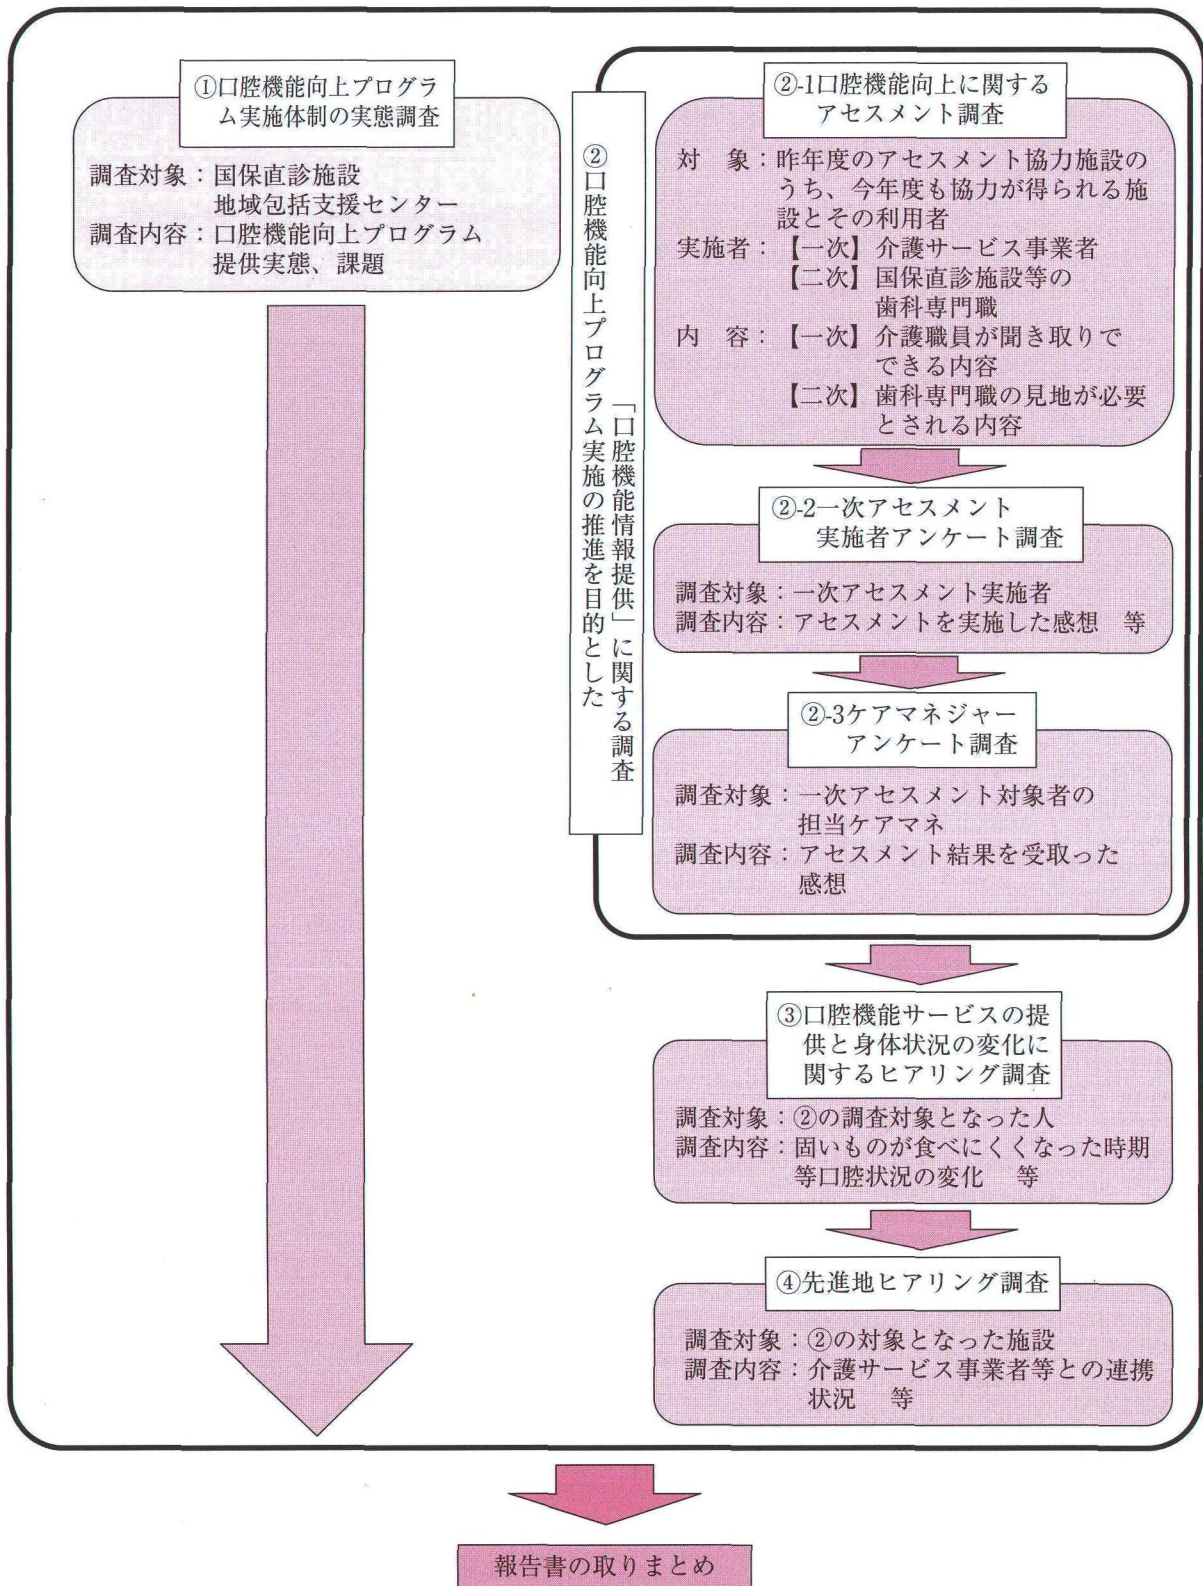 ①口腔機能向上プログラ
ム実施体制の実態調査
調査対象：国保直診施設
地域包括支援センター
調査内容：口腔機能向上プログラム
提供実態、課題
②口腔機能向上プログラム実施の推進を目的とした
「口腔機能情報提供」に関する調査
②-1口腔機能向上に関する
アセスメント調査
対　象：昨年度のアセスメント協力施設の
うち、今年度も協力が得られる施
設とその利用者
実施者：【一次】介護サービス事業者
【二次】国保直診施設等の
歯科専門職
内　容：【一次】介護職員が聞き取りで
できる内容
【二次】歯科専門職の見地が必要
とされる内容
②-2一次アセスメント
実施者アンケート調査
調査対象：一次アセスメント実施者
調査内容：アセスメントを実施した感想　等
②-3ケアマネジャー
アンケート調査
調査対象：一次アセスメント対象者の
担当ケアマネ
調査内容：アセスメント結果を受取った
感想
③口腔機能サービスの提
供と身体状況の変化に
関するヒアリング調査
調査対象：②の調査対象となった人
調査内容：固いものが食べにくくなった時期
等口腔状況の変化　等
④先進地ヒアリング調査
調査対象：②の対象となった施設
調査内容：介護サービス事業者等との連携
状況　等
報告書の取りまとめ